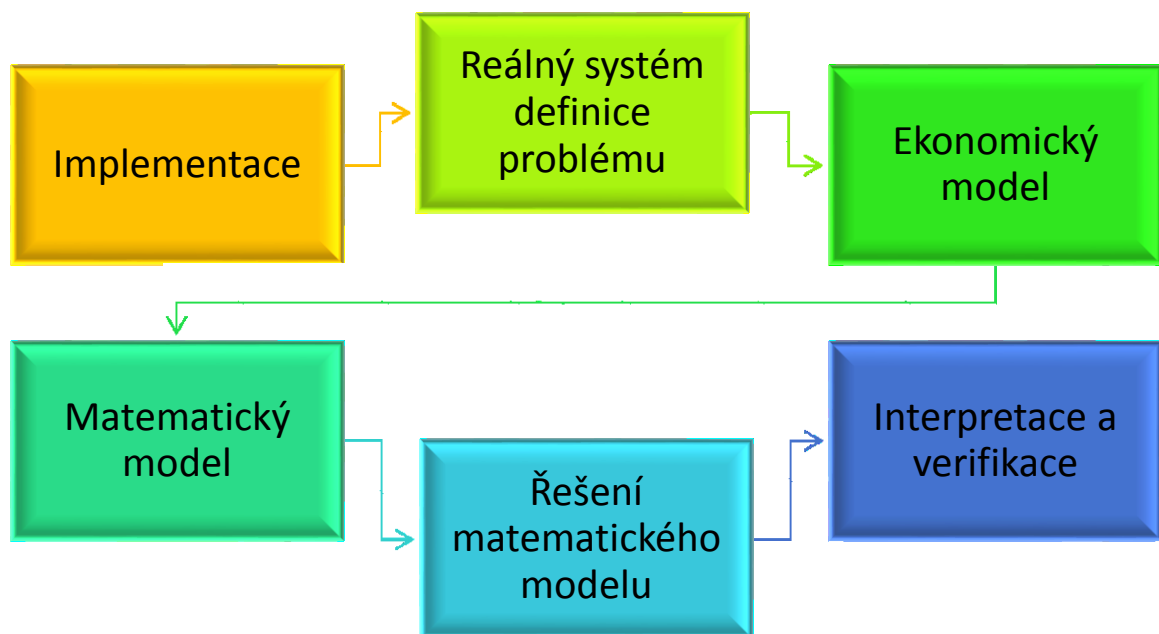 Implementace
Reálný systém
definice
problému
Ekonomický
model
Matematický
model
Řešení
matematického
modelu
Interpretace a
verifikace